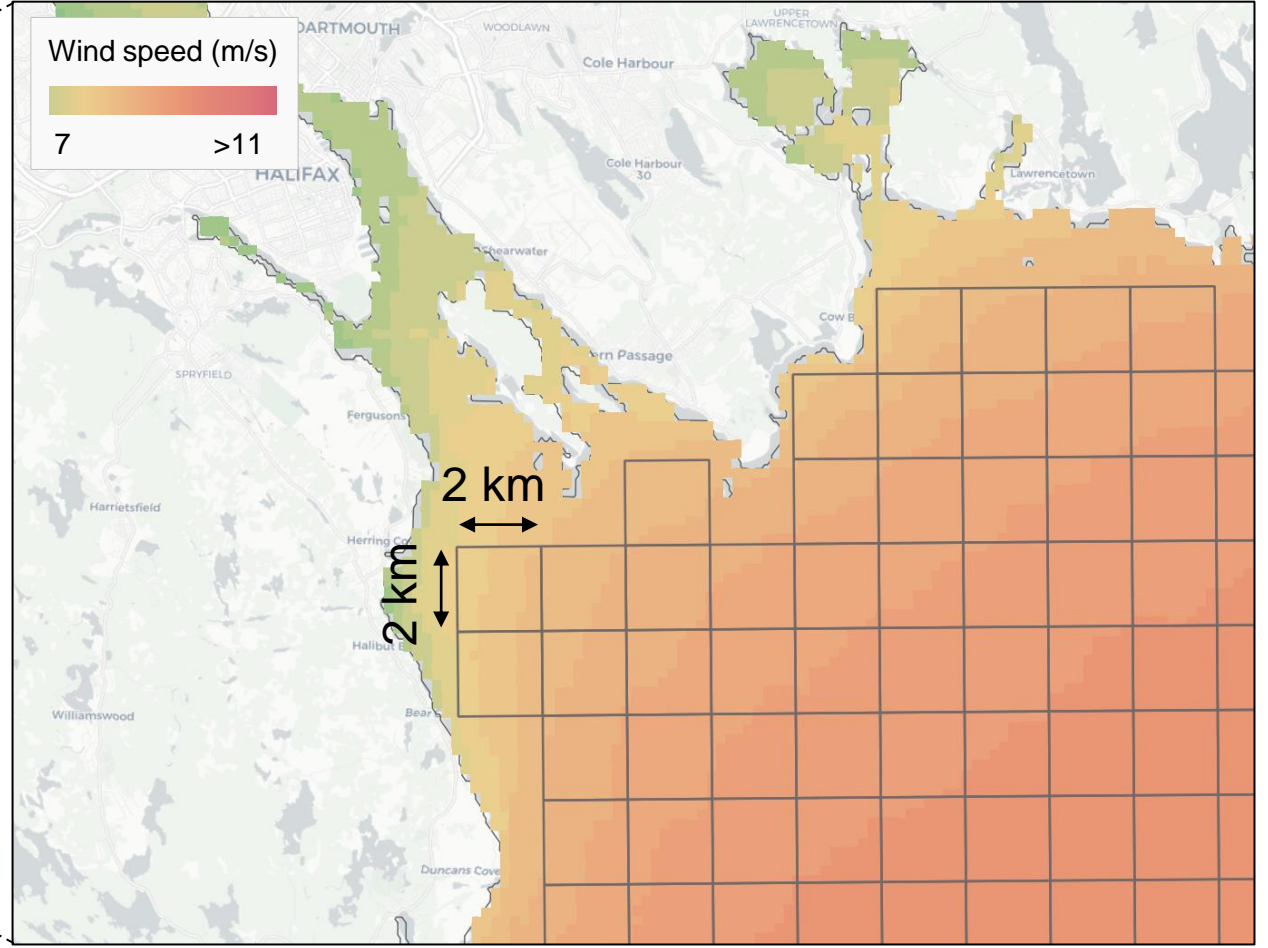 Wind speed (m/s)
7 >11
DARTMOUTH
WOODLAWN
UPPER
LAWRENCETOWN
Cole Harbour
HALIFAX
Cole Harbour
30
Lawrencetown
Shearwater
Cow B
ern Passage
SPRYFIELD
Fergusons
2 km
Harrietsfield
Herring Co
2 km
Halibut B
Williamswood
Bear
Duncans Cove